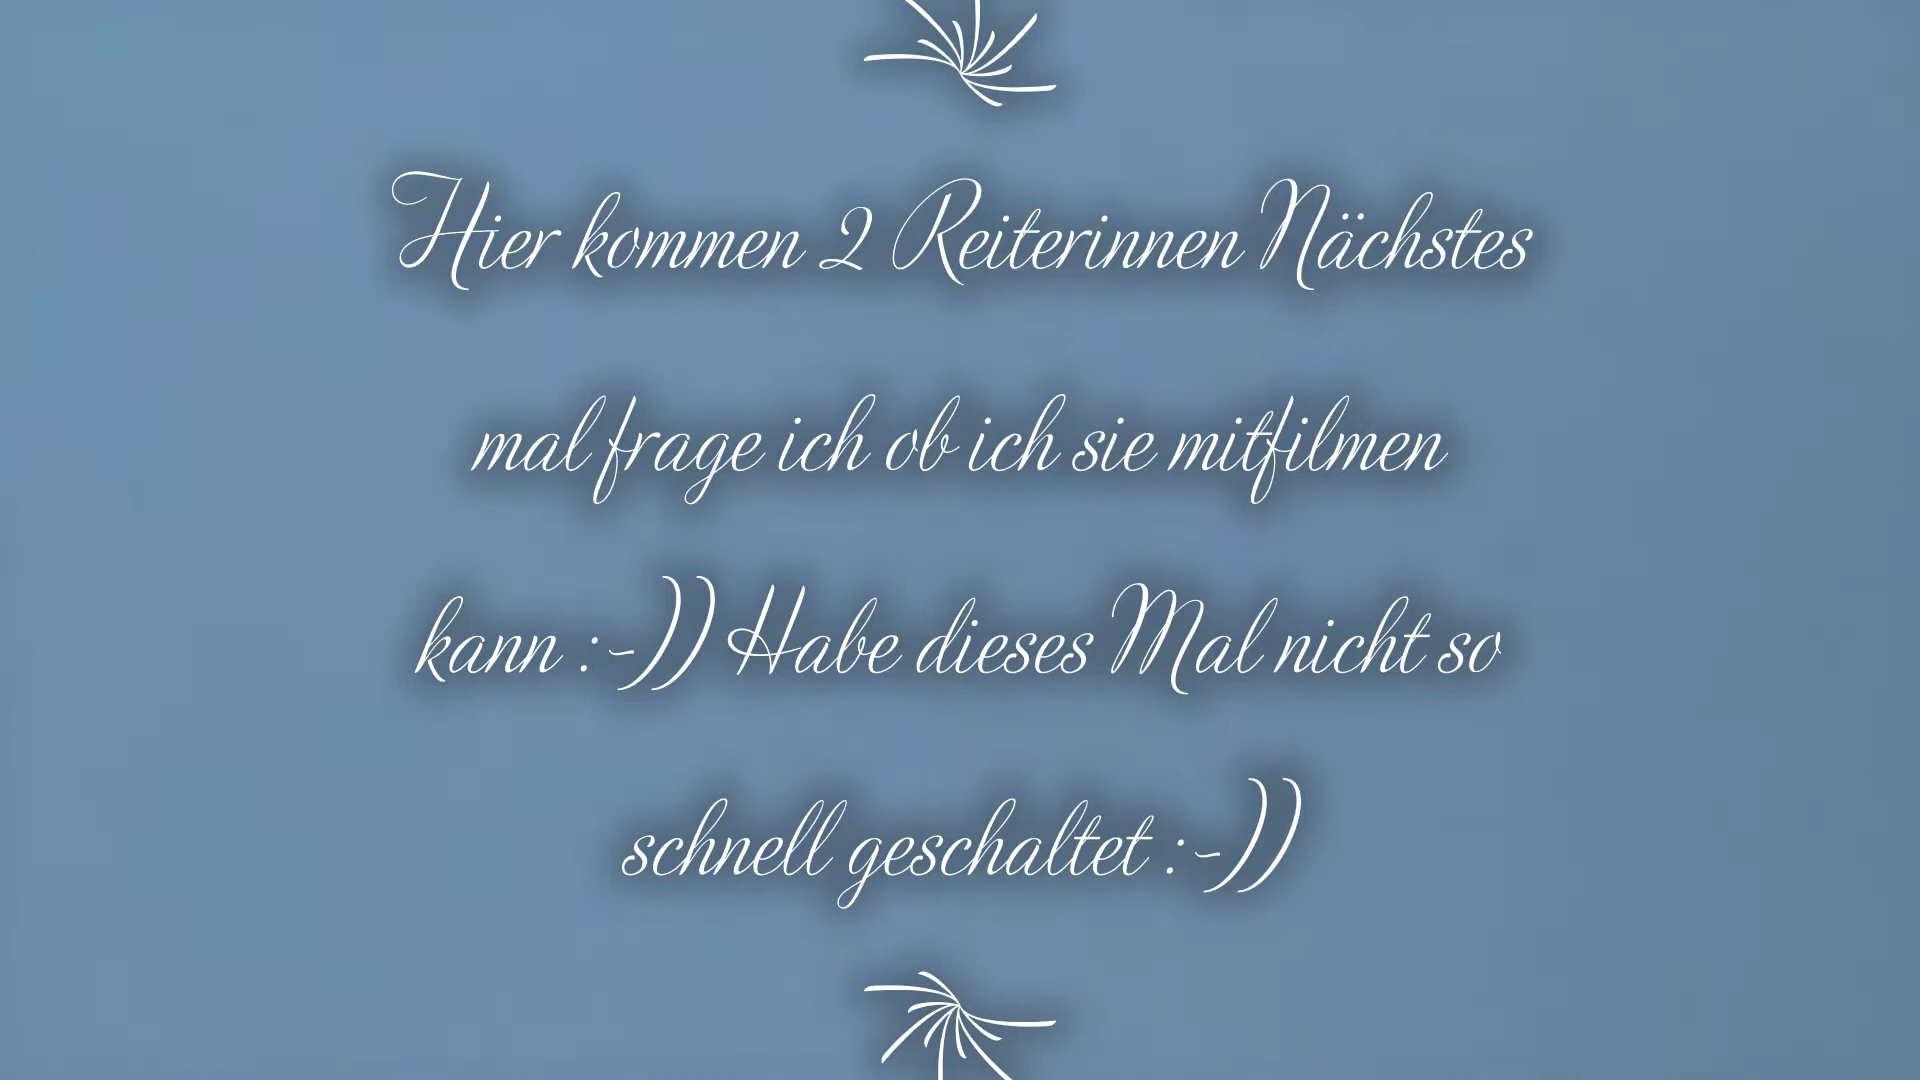 Hier kommen 2 Reiterinnen Nächstes
mal frage ich ob ich sie mitfilmen
kann :-)) Habe dieses Mal nicht so
schnell geschaltet :-))